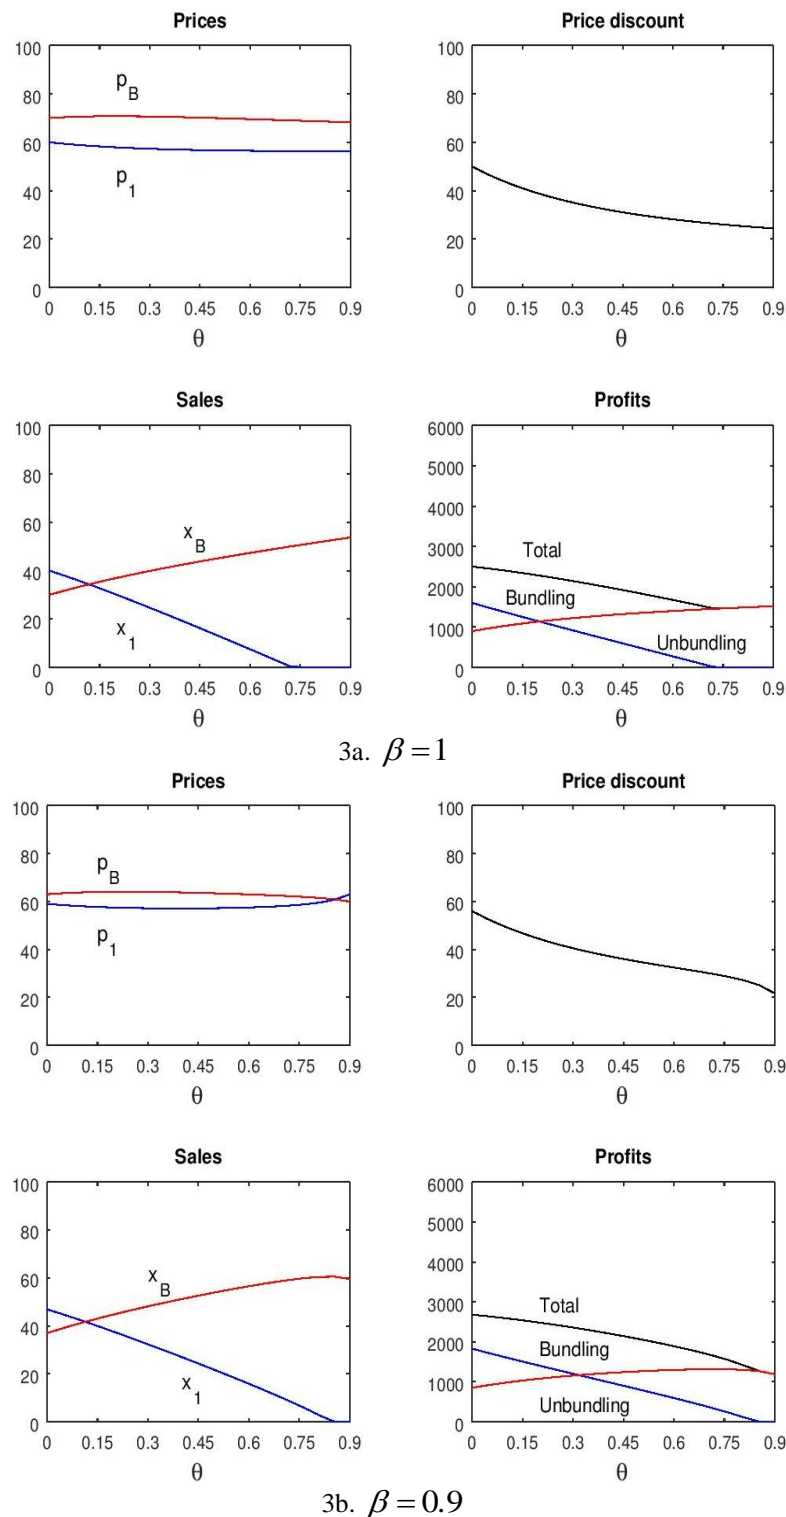 Prices
100
80
60
40
20
0
p_B
p_1
0 0.15 0.3 0.45 0.6 0.75 0.9
θ
Price discount
100
80
60
40
20
0
0 0.15 0.3 0.45 0.6 0.75 0.9
θ
Sales
100
80
60
40
20
0
x_B
x_1
0 0.15 0.3 0.45 0.6 0.75 0.9
θ
Profits
6000
5000
4000
3000
2000
1000
0
Total
Bundling
Unbundling
0 0.15 0.3 0.45 0.6 0.75 0.9
θ
3a. β = 1
Prices
100
80
60
40
20
0
p_B
p_1
0 0.15 0.3 0.45 0.6 0.75 0.9
θ
Price discount
100
80
60
40
20
0
0 0.15 0.3 0.45 0.6 0.75 0.9
θ
Sales
100
80
60
40
20
0
x_B
x_1
0 0.15 0.3 0.45 0.6 0.75 0.9
θ
Profits
6000
5000
4000
3000
2000
1000
0
Total
Bundling
Unbundling
0 0.15 0.3 0.45 0.6 0.75 0.9
θ
3b. β = 0.9